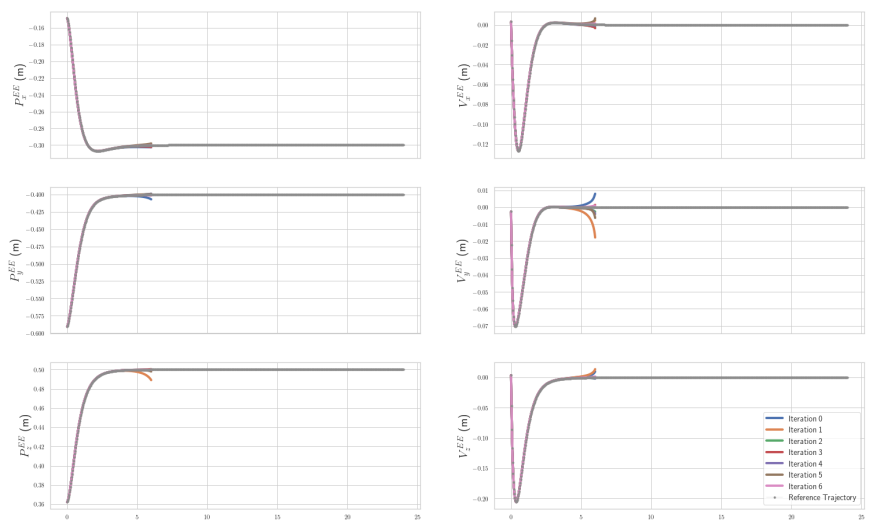 P_x^{EE} (m)
−0.16
−0.18
−0.20
−0.22
−0.24
−0.26
−0.28
−0.30
V_x^{EE} (m)
0.00
−0.02
−0.04
−0.06
−0.08
−0.10
−0.12
P_y^{EE} (m)
−0.400
−0.425
−0.450
−0.475
−0.500
−0.525
−0.550
−0.575
−0.600
V_y^{EE} (m)
0.01
0.00
−0.01
−0.02
−0.03
−0.04
−0.05
−0.06
−0.07
P_z^{EE} (m)
0.50
0.48
0.46
0.44
0.42
0.40
0.38
0.36
0 5 10 15 20 25
V_z^{EE} (m)
0.00
−0.05
−0.10
−0.15
−0.20
Iteration 0
Iteration 1
Iteration 2
Iteration 3
Iteration 4
Iteration 5
Iteration 6
Reference Trajectory
0 5 10 15 20 25